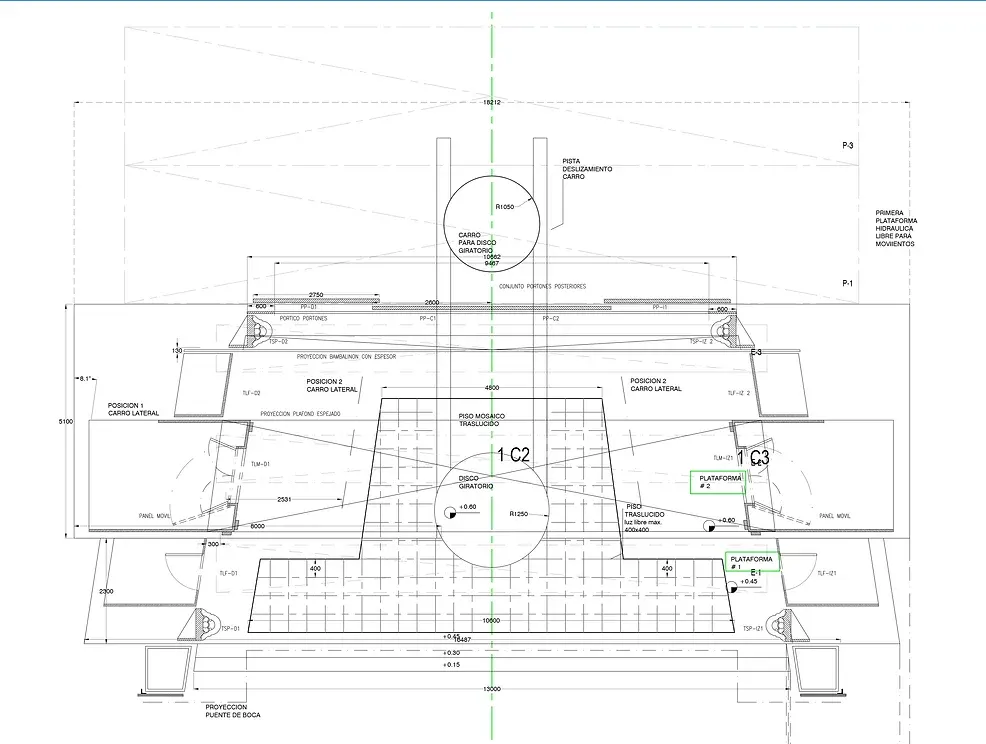 18212
P-3
PISTA
DESLIZAMIENTO
CARRO
R1050
PRIMERA
PLATAFORMA
HIDRAULICA
LIBRE PARA
MOVIIENTOS
CARRO
PARA DISCO
GIRATORIO
10662
9467
CONJUNTO PORTONES POSTERIORES
P-1
2750
2600
600
PP-D1
PP-I1
600
PORTICO PORTONES
PP-C1
PP-C2
TSP-D2
TSP-IZ 2
130
PROYECCION BAMBALINON CON ESPESOR
E-3
8.1°
POSICION 2
CARRO LATERAL
POSICION 2
CARRO LATERAL
4800
TLF-D2
TLF-IZ 2
POSICION 1
CARRO LATERAL
PROYECCION PLAFOND ESPEJADO
PISO MOSAICO
TRASLUCIDO
5100
1 C2
1 C3
TLM-D1
TLM-IZ1
DISCO
GIRATORIO
PLATAFORMA
# 2
2531
PANEL MOVIL
+0.60
R1250
PISO
TRASLUCIDO
luz libre max.
400x400
+0.60
PANEL MOVIL
6000
300
PLATAFORMA
# 1
400
400
TLF-D1
E-1
TLF-IZ1
+0.45
2300
10600
TSP-D1
TSP-IZ1
+0.45
16487
+0.30
+0.15
13000
PROYECCION
PUENTE DE BOCA